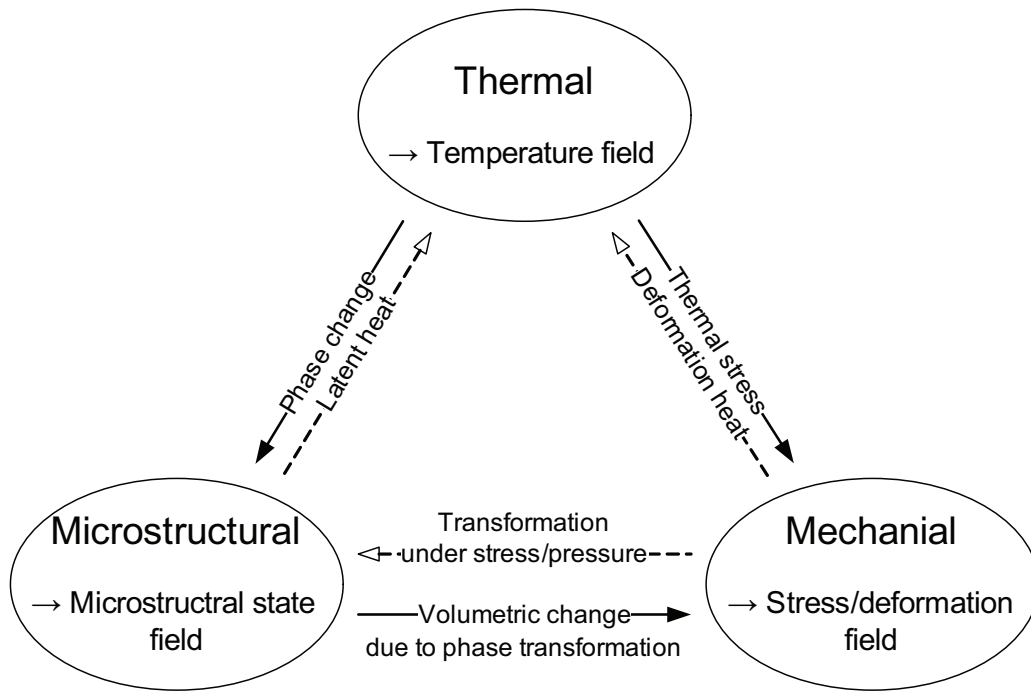 Thermal
→ Temperature field
Phase change
Latent heat
Deformation heat
Thermal stress
Microstructural
→ Microstructral state
field
Transformation
under stress/pressure
Volumetric change
due to phase transformation
Mechanial
→ Stress/deformation
field